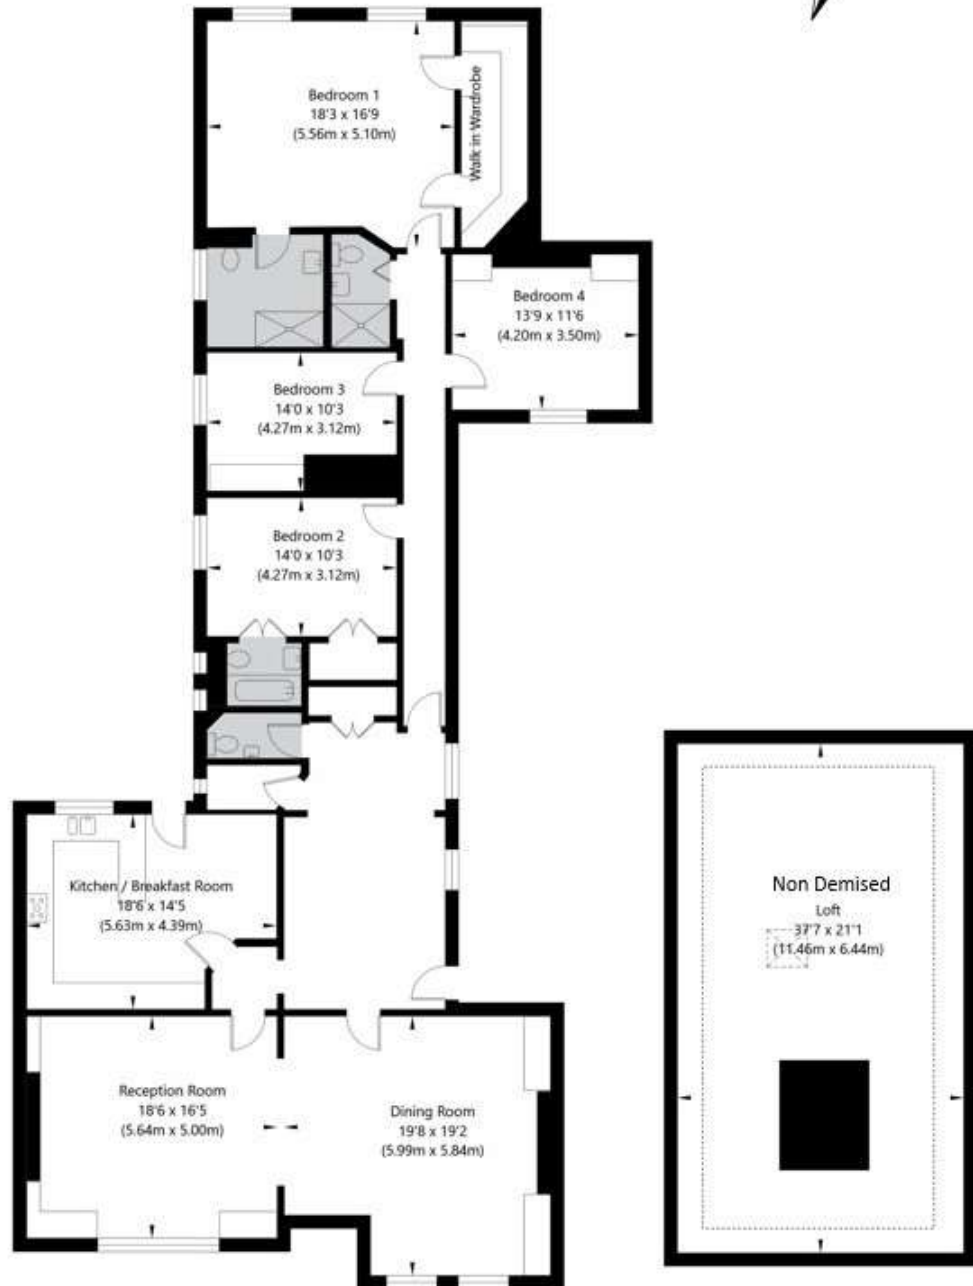 Bedroom 1
18'3 x 16'9
(5.56m x 5.10m)
Walk in Wardrobe
Bedroom 4
13'9 x 11'6
(4.20m x 3.50m)
Bedroom 3
14'0 x 10'3
(4.27m x 3.12m)
Bedroom 2
14'0 x 10'3
(4.27m x 3.12m)
Kitchen / Breakfast Room
18'6 x 14'5
(5.63m x 4.39m)
Non Demised
Loft
37'7 x 21'1
(11.46m x 6.44m)
Reception Room
18'6 x 16'5
(5.64m x 5.00m)
Dining Room
19'8 x 19'2
(5.99m x 5.84m)